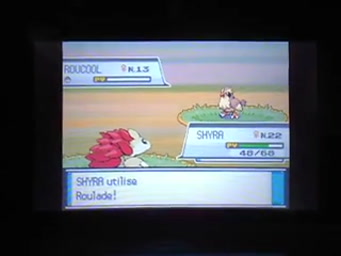 ROUCOOL ♀N.13
PV
SHYRA ♀N.22
PV
48/68
SHYRA utilise
Roulade!